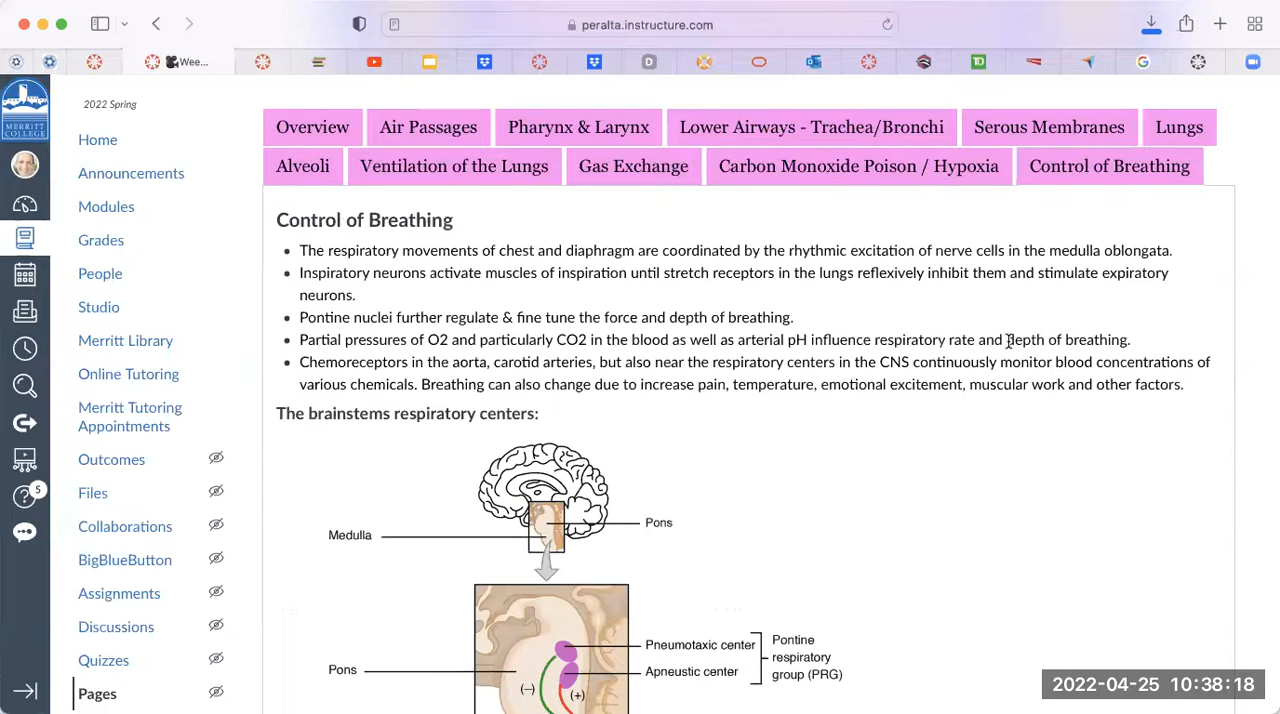 peralta.instructure.com
Wee...
TD
MERRITT
COLLEGE
2022 Spring
Home
Announcements
Modules
Grades
People
Studio
Merritt Library
Online Tutoring
Merritt Tutoring
Appointments
Outcomes
Files
Collaborations
BigBlueButton
Assignments
Discussions
Quizzes
Pages
5
Overview
Air Passages
Pharynx & Larynx
Lower Airways - Trachea/Bronchi
Serous Membranes
Lungs
Alveoli
Ventilation of the Lungs
Gas Exchange
Carbon Monoxide Poison / Hypoxia
Control of Breathing
Control of Breathing
The respiratory movements of chest and diaphragm are coordinated by the rhythmic excitation of nerve cells in the medulla oblongata.
Inspiratory neurons activate muscles of inspiration until stretch receptors in the lungs reflexively inhibit them and stimulate expiratory
neurons.
Pontine nuclei further regulate & fine tune the force and depth of breathing.
Partial pressures of O2 and particularly CO2 in the blood as well as arterial pH influence respiratory rate and depth of breathing.
Chemoreceptors in the aorta, carotid arteries, but also near the respiratory centers in the CNS continuously monitor blood concentrations of
various chemicals. Breathing can also change due to increase pain, temperature, emotional excitement, muscular work and other factors.
The brainstems respiratory centers:
Pons
Medulla
Pneumotaxic center
Apneustic center
Pontine
respiratory
group (PRG)
Pons
(–)
(+)
2022-04-25 10:38:18